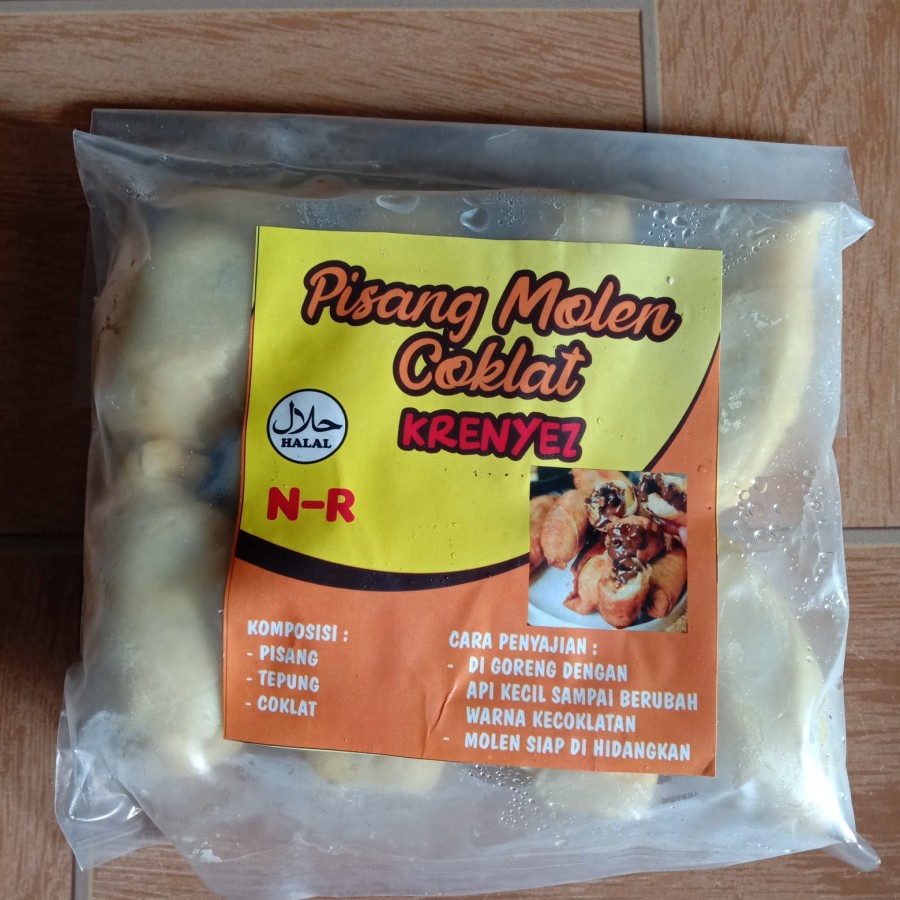 Pisang Molen
Coklat
KRENYEZ
حلال
HALAL
N-R
KOMPOSISI :
- PISANG
- TEPUNG
- COKLAT
CARA PENYAJIAN :
- DI GORENG DENGAN
API KECIL SAMPAI BERUBAH
WARNA KECOKLATAN
- MOLEN SIAP DI HIDANGKAN